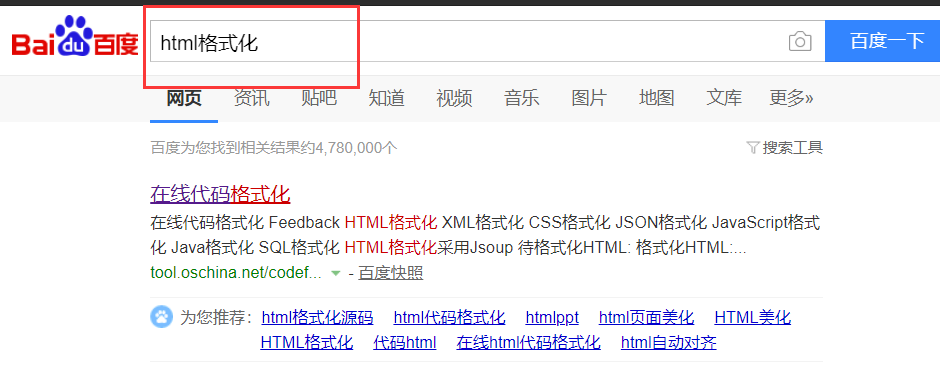 Bai du 百度 html格式化 百度一下
网页 资讯 贴吧 知道 视频 音乐 图片 地图 文库 更多»
百度为您找到相关结果约4,780,000个 搜索工具
在线代码格式化
在线代码格式化 Feedback HTML格式化 XML格式化 CSS格式化 JSON格式化 JavaScript格式
化 Java格式化 SQL格式化 HTML格式化采用Jsoup 待格式化HTML: 格式化HTML:...
tool.oschina.net/codef... - 百度快照
为您推荐: html格式化源码 html代码格式化 htmlppt html页面美化 HTML美化
HTML格式化 代码html 在线html代码格式化 html自动对齐